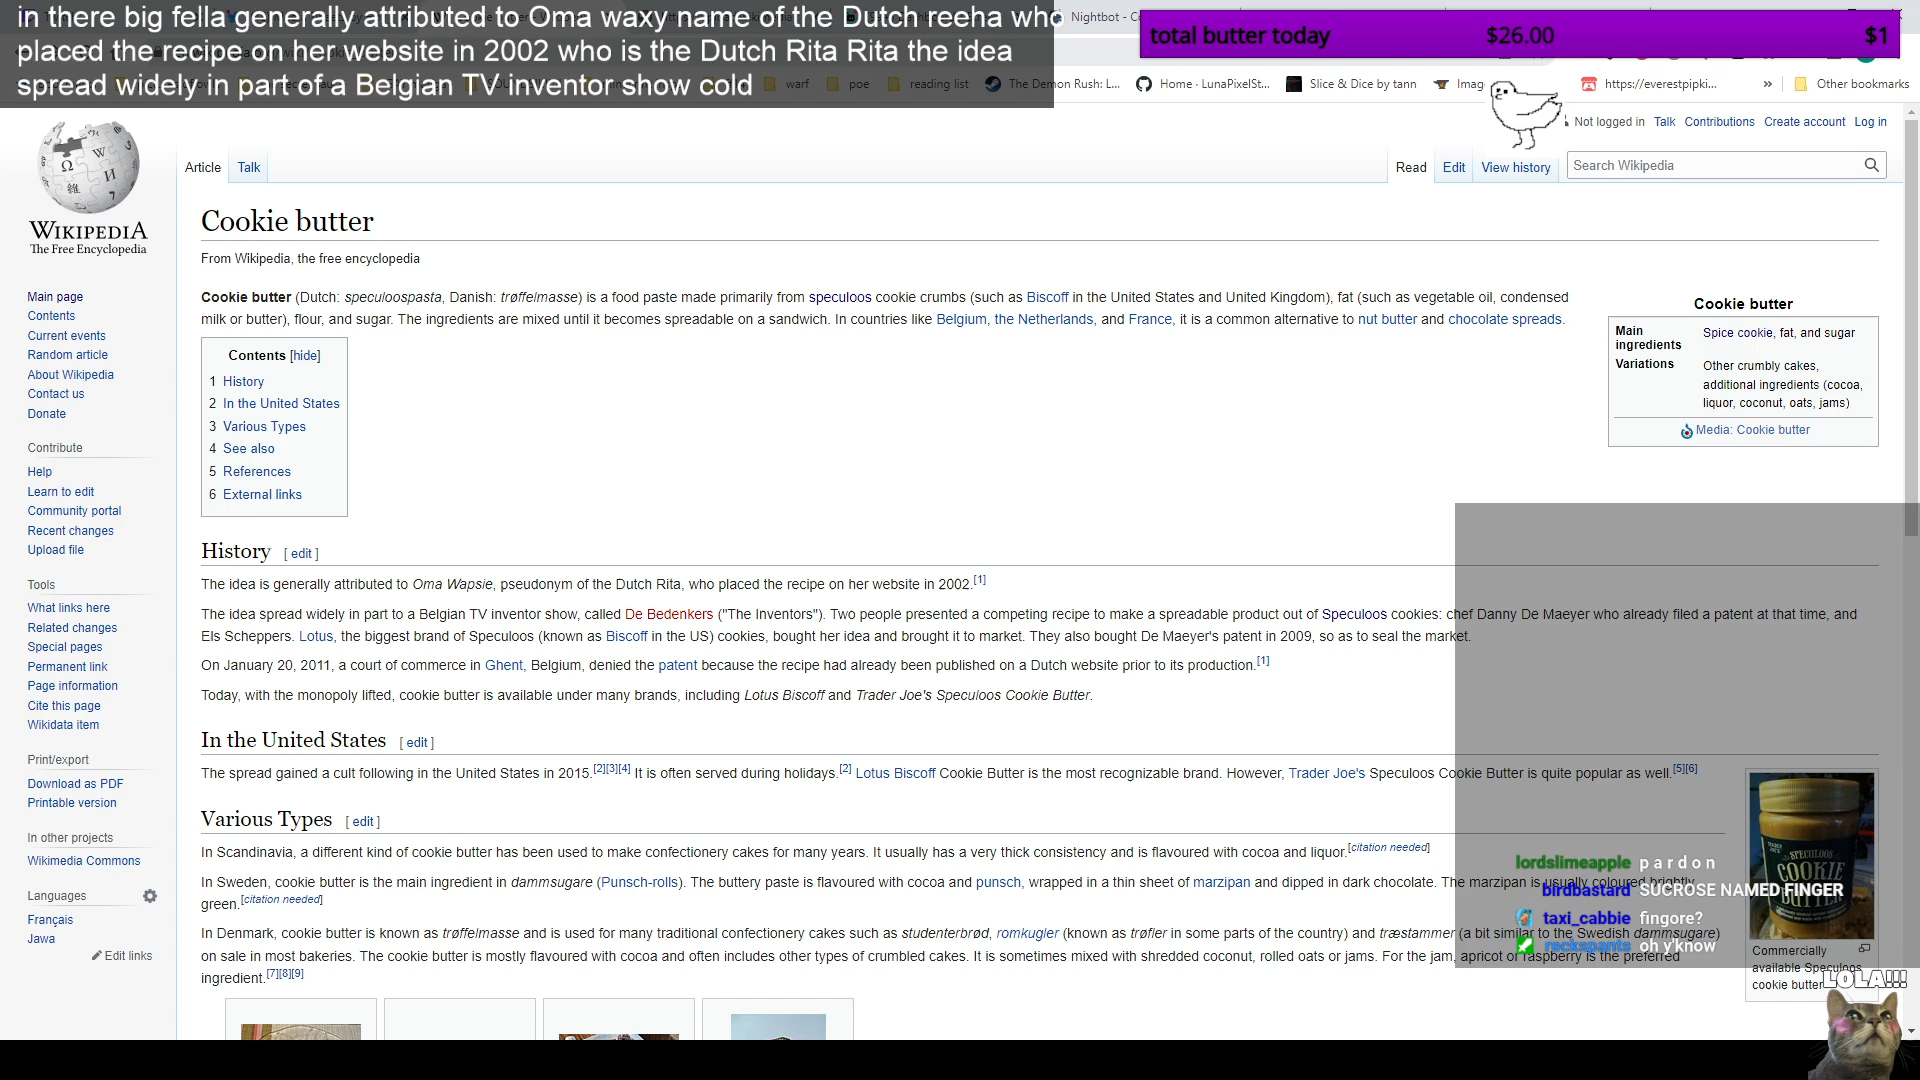 in there big fella generally attributed to Oma waxy name of the Dutch reena who
placed the recipe on her website in 2002 who is the Dutch Rita Rita the idea
spread widely in part of a Belgian TV inventor show cold
Nightbot - C
total butter today $26.00 $1
warf poe reading list The Demon Rush: L... Home · LunaPixelSt... Slice & Dice by tann Imag https://everestpipki... » Other bookmarks
Not logged in Talk Contributions Create account Log in
Article Talk Read Edit View history Search Wikipedia
WIKIPEDIA
The Free Encyclopedia
Main page
Contents
Current events
Random article
About Wikipedia
Contact us
Donate
Contribute
Help
Learn to edit
Community portal
Recent changes
Upload file
Tools
What links here
Related changes
Special pages
Permanent link
Page information
Cite this page
Wikidata item
Print/export
Download as PDF
Printable version
In other projects
Wikimedia Commons
Languages
Français
Jawa
Edit links
Cookie butter
From Wikipedia, the free encyclopedia
Cookie butter (Dutch: speculoospasta, Danish: trøffelmasse) is a food paste made primarily from speculoos cookie crumbs (such as Biscoff in the United States and United Kingdom), fat (such as vegetable oil, condensed
milk or butter), flour, and sugar. The ingredients are mixed until it becomes spreadable on a sandwich. In countries like Belgium, the Netherlands, and France, it is a common alternative to nut butter and chocolate spreads.
Cookie butter
Main ingredients Spice cookie, fat, and sugar
Variations Other crumbly cakes,
additional ingredients (cocoa,
liquor, coconut, oats, jams)
Media: Cookie butter
Contents [hide]
1 History
2 In the United States
3 Various Types
4 See also
5 References
6 External links
History [ edit ]
The idea is generally attributed to Oma Wapsie, pseudonym of the Dutch Rita, who placed the recipe on her website in 2002.[1]
The idea spread widely in part to a Belgian TV inventor show, called De Bedenkers ("The Inventors"). Two people presented a competing recipe to make a spreadable product out of Speculoos cookies: chef Danny De Maeyer who already filed a patent at that time, and
Els Scheppers. Lotus, the biggest brand of Speculoos (known as Biscoff in the US) cookies, bought her idea and brought it to market. They also bought De Maeyer's patent in 2009, so as to seal the market.
On January 20, 2011, a court of commerce in Ghent, Belgium, denied the patent because the recipe had already been published on a Dutch website prior to its production.[1]
Today, with the monopoly lifted, cookie butter is available under many brands, including Lotus Biscoff and Trader Joe's Speculoos Cookie Butter.
In the United States [ edit ]
The spread gained a cult following in the United States in 2015.[2][3][4] It is often served during holidays.[2] Lotus Biscoff Cookie Butter is the most recognizable brand. However, Trader Joe's Speculoos Cookie Butter is quite popular as well.[5][6]
Various Types [ edit ]
In Scandinavia, a different kind of cookie butter has been used to make confectionery cakes for many years. It usually has a very thick consistency and is flavoured with cocoa and liquor.[citation needed]
In Sweden, cookie butter is the main ingredient in dammsugare (Punsch-rolls). The buttery paste is flavoured with cocoa and punsch, wrapped in a thin sheet of marzipan and dipped in dark chocolate. The marzipan is usually coloured brightly
green.[citation needed]
In Denmark, cookie butter is known as trøffelmasse and is used for many traditional confectionery cakes such as studenterbrød, romkugler (known as trøfler in some parts of the country) and træstammer (a bit similar to the Swedish dammsugare)
on sale in most bakeries. The cookie butter is mostly flavoured with cocoa and often includes other types of crumbled cakes. It is sometimes mixed with shredded coconut, rolled oats or jams. For the jam, apricot or raspberry is the preferred
ingredient.[7][8][9]
SPECULOOS
COOKIE
BUTTER
Commercially
available Speculoos
cookie butter
lordslimeapple p a r d o n
birdbastard SUCROSE NAMED FINGER
taxi_cabbie fingore?
reckspants oh y'know
LOLA!!!